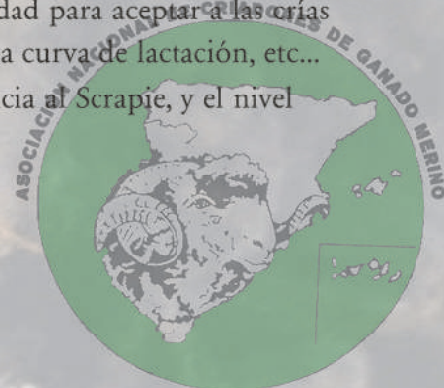 dad para aceptar a las crías
a curva de lactación, etc...
cia al Scrapie, y el nivel
ASOCIACIÓN NACIONAL DE CRIADORES DE GANADO MERINO